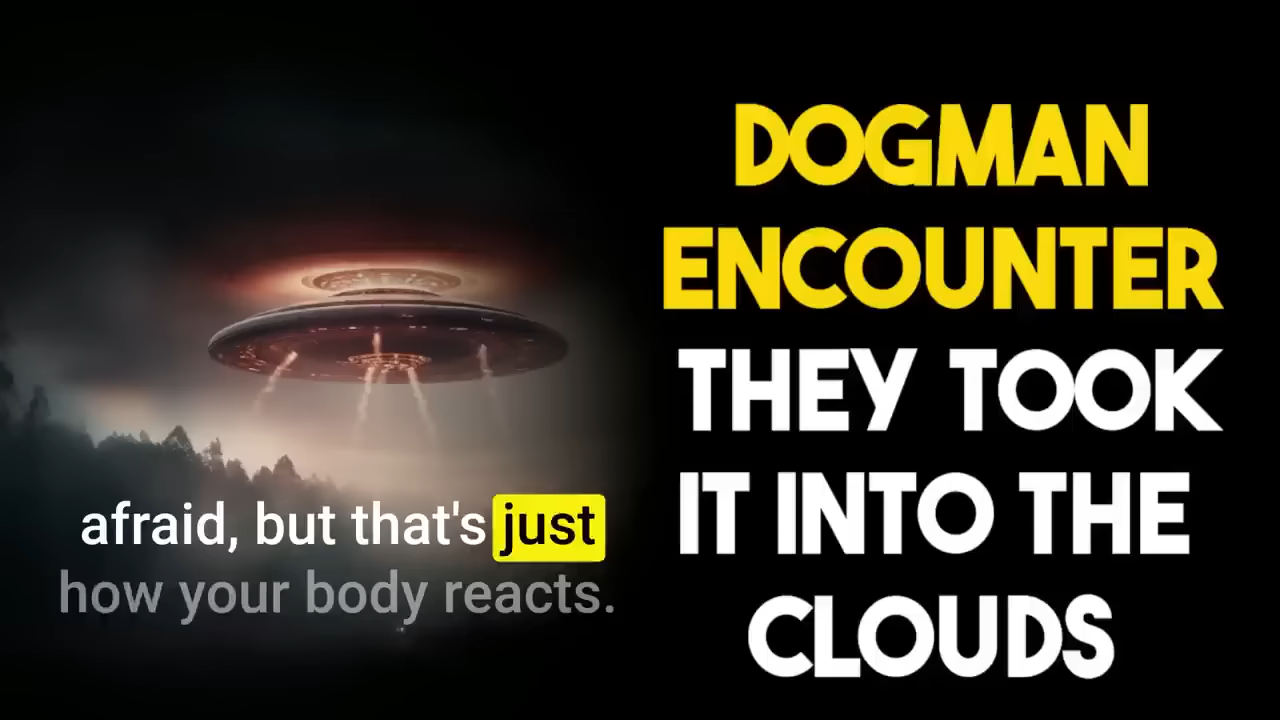 afraid, but that's just
how your body reacts.
DOGMAN
ENCOUNTER
THEY TOOK
IT INTO THE
CLOUDS